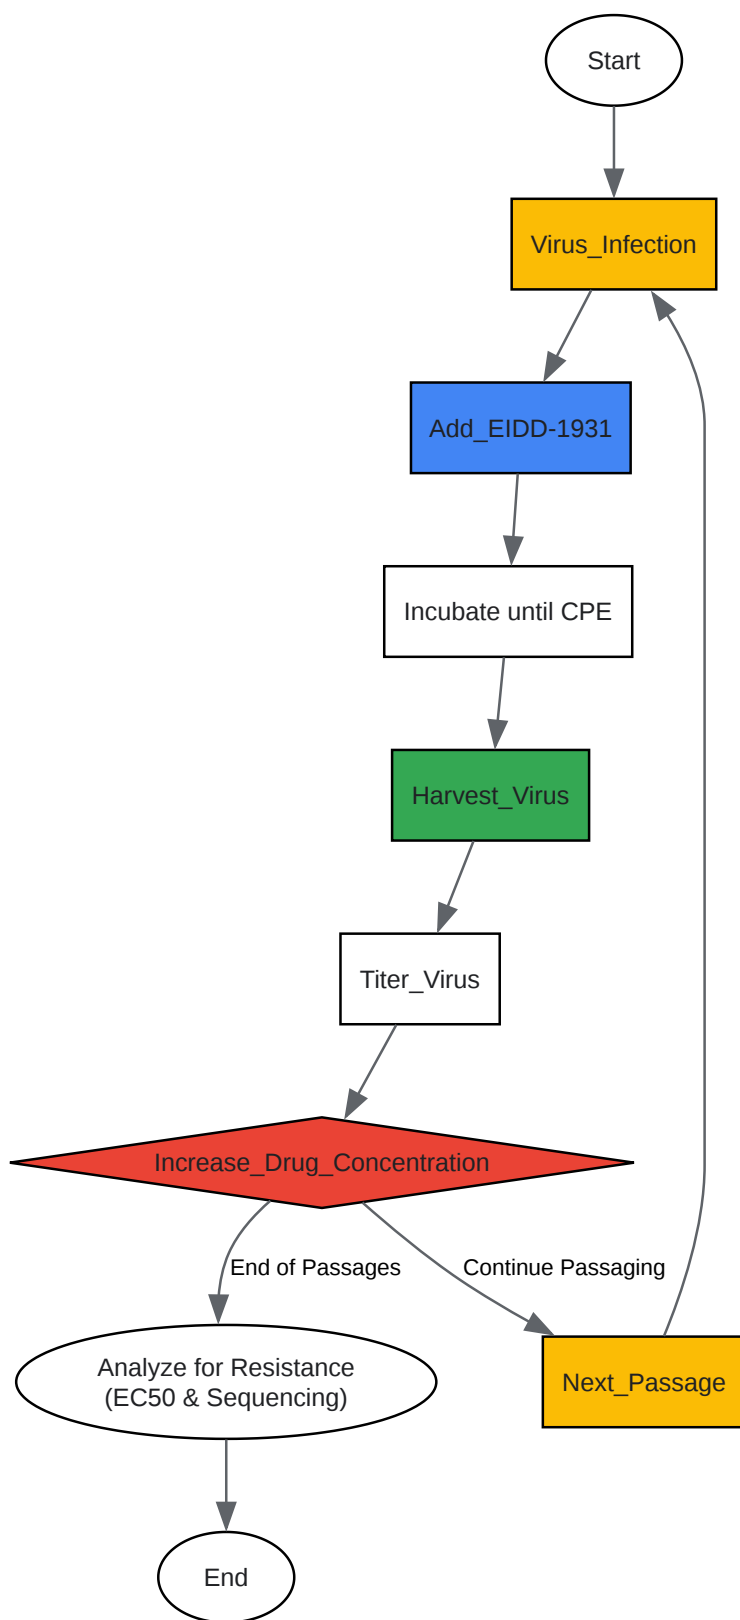 Start
Virus_Infection
Add_EIDD-1931
Incubate until CPE
Harvest_Virus
Titer_Virus
Increase_Drug_Concentration
End of Passages
Continue Passaging
Analyze for Resistance
(EC50 & Sequencing)
Next_Passage
End